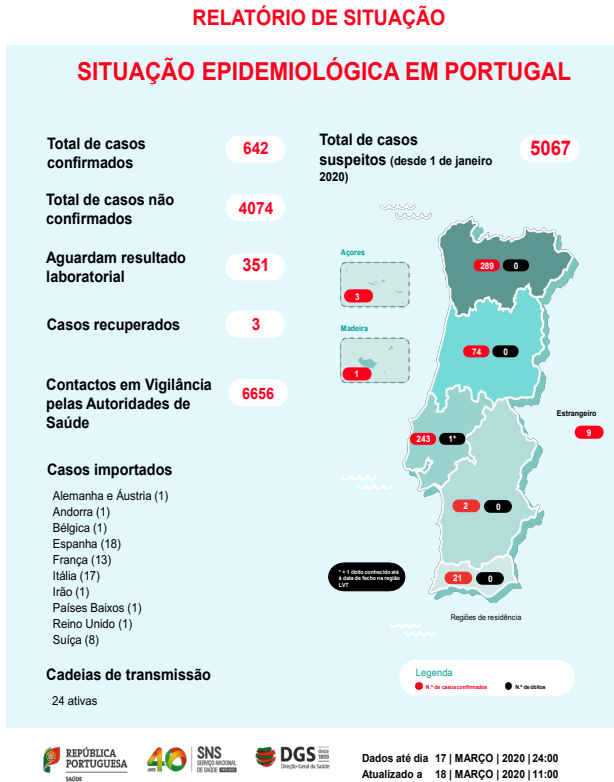 RELATÓRIO DE SITUAÇÃO
SITUAÇÃO EPIDEMIOLÓGICA EM PORTUGAL
Total de casos
confirmados
642
Total de casos
suspeitos (desde 1 de janeiro
2020)
5067
Total de casos não
confirmados
4074
Aguardam resultado
laboratorial
351
Casos recuperados
3
Contactos em Vigilância
pelas Autoridades de
Saúde
6656
Casos importados
Alemanha e Áustria (1)
Andorra (1)
Bélgica (1)
Espanha (18)
França (13)
Itália (17)
Irão (1)
Países Baixos (1)
Reino Unido (1)
Suíça (8)
Cadeias de transmissão
24 ativas
Açores
3
Madeira
1
289 0
74 0
243 1*
2 0
21 0
Estrangeiro
9
* + 1 óbito conhecido até
à data de fecho na região
LVT
Regiões de residência
Legenda
N.º de casos confirmados
N.º de óbitos
REPÚBLICA
PORTUGUESA
SAÚDE
40
ANOS
SNS
SERVIÇO NACIONAL
DE SAÚDE
DGS
DESDE
1899
Direção-Geral da Saúde
Dados até dia 17 | MARÇO | 2020 | 24:00
Atualizado a 18 | MARÇO | 2020 | 11:00